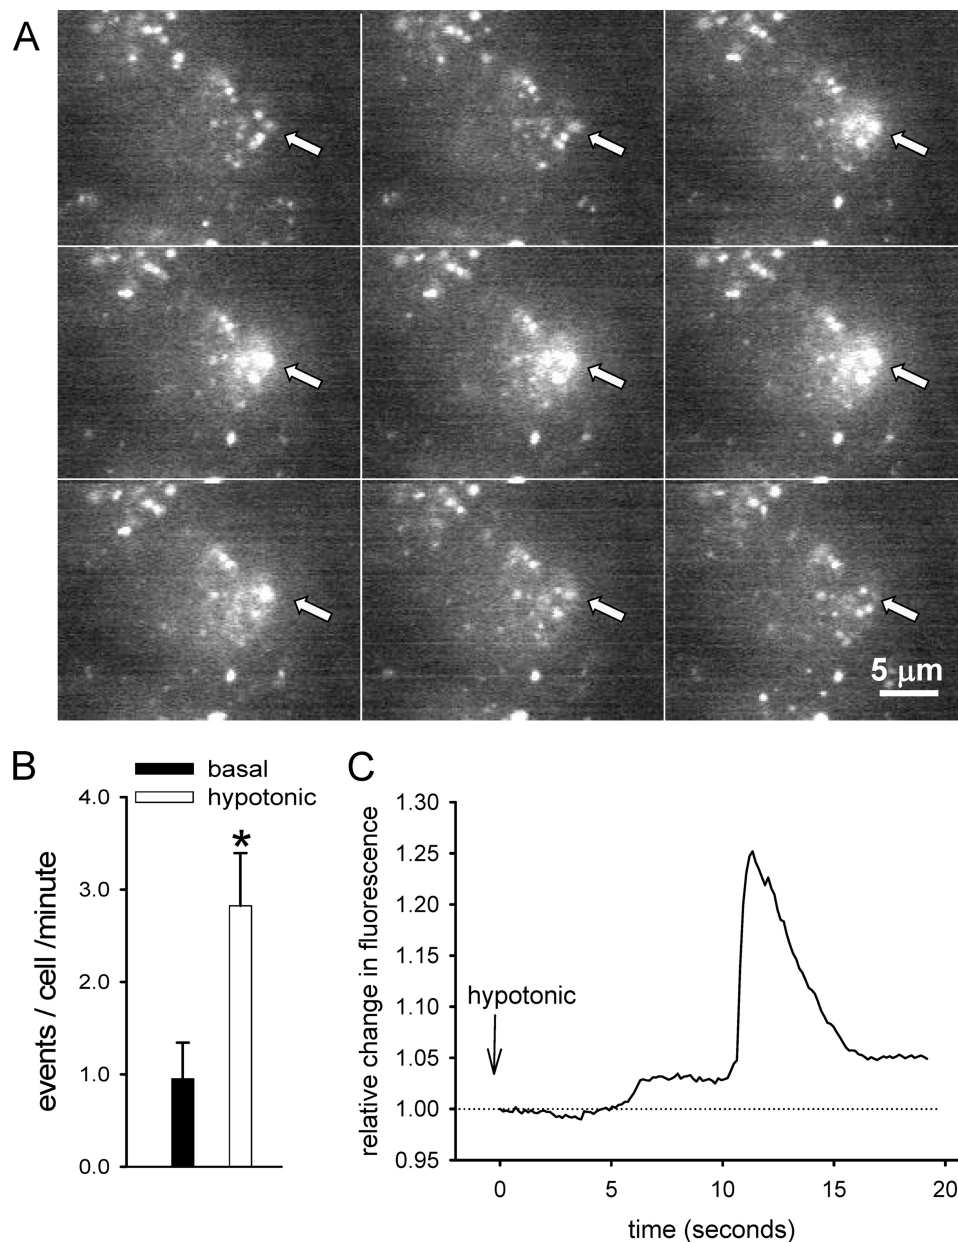 A
5 μm
B
basal
hypotonic
4.0
3.0
2.0
1.0
0.0
events / cell /minute
*
C
1.30
1.25
1.20
1.15
1.10
1.05
1.00
0.95
relative change in fluorescence
hypotonic
0 5 10 15 20
time (seconds)